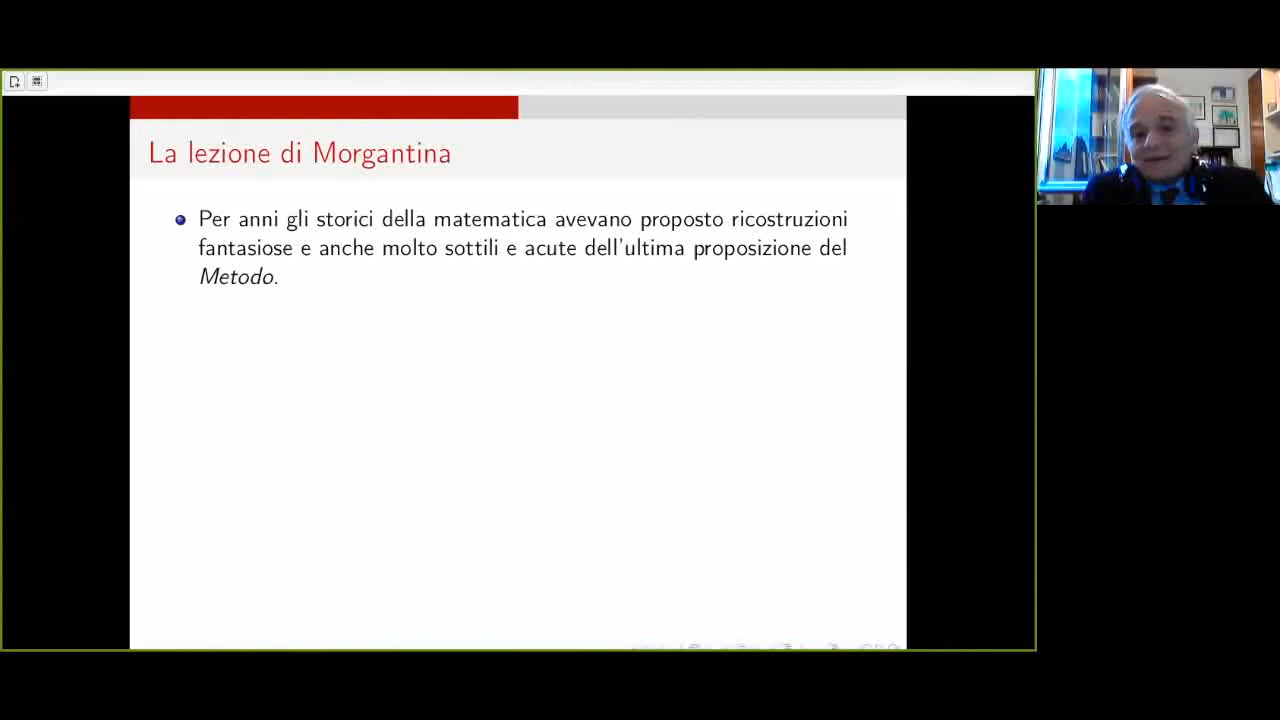 La lezione di Morgantina
Per anni gli storici della matematica avevano proposto ricostruzioni
fantasiose e anche molto sottili e acute dell'ultima proposizione del
Metodo.